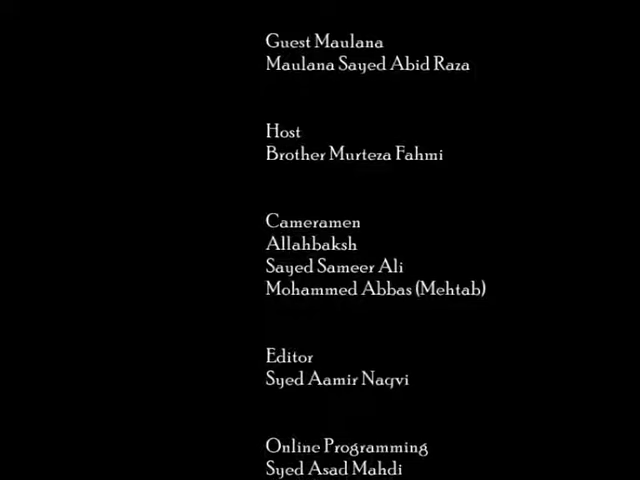 Guest Maulana
Maulana Sayed Abid Raza
Host
Brother Murteza Fahmi
Cameramen
Allahbaksh
Sayed Sameer Ali
Mohammed Abbas (Mehtab)
Editor
Syed Aamir Naqvi
Online Programming
Syed Asad Mahdi